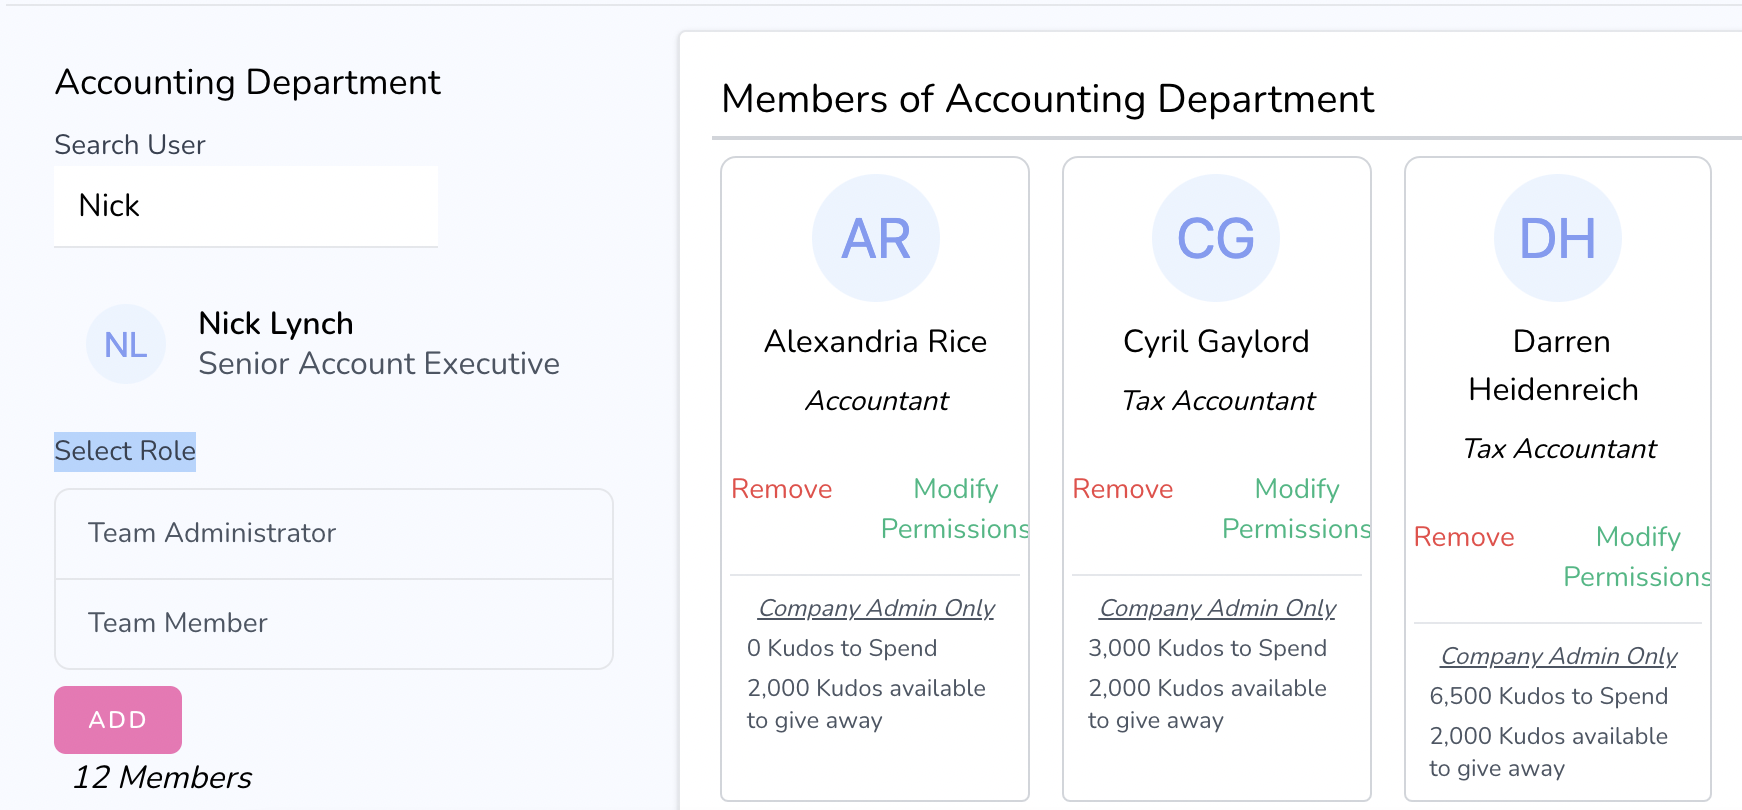 Accounting Department
Search User
Nick
NL
Nick Lynch
Senior Account Executive
Select Role
Team Administrator
Team Member
ADD
12 Members
Members of Accounting Department
AR
Alexandria Rice
Accountant
Remove
Modify
Permissions
Company Admin Only
0 Kudos to Spend
2,000 Kudos available
to give away
CG
Cyril Gaylord
Tax Accountant
Remove
Modify
Permissions
Company Admin Only
3,000 Kudos to Spend
2,000 Kudos available
to give away
DH
Darren
Heidenreich
Tax Accountant
Remove
Modify
Permissions
Company Admin Only
6,500 Kudos to Spend
2,000 Kudos available
to give away